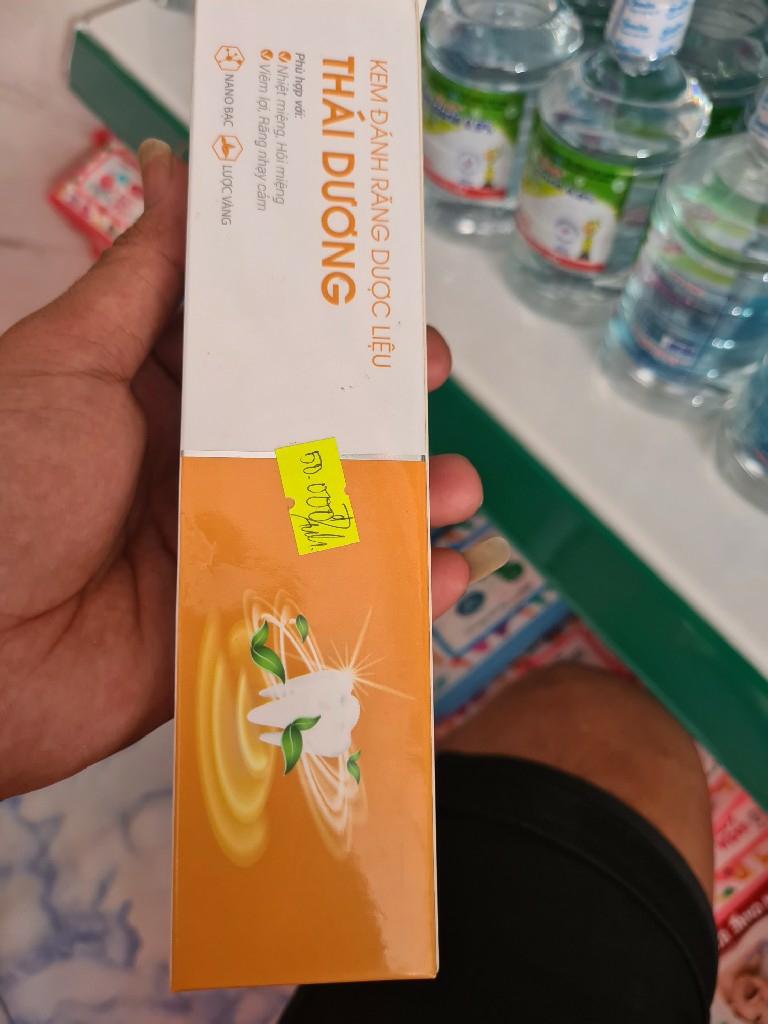 KEM ĐÁNH RĂNG DƯỢC LIỆU
THÁI DƯƠNG
Phù hợp với:
Nhiệt miệng, Hôi miệng
Viêm lợi, Răng nhạy cảm
NANO BẠC
LƯỢC VÀNG
50.000đ/